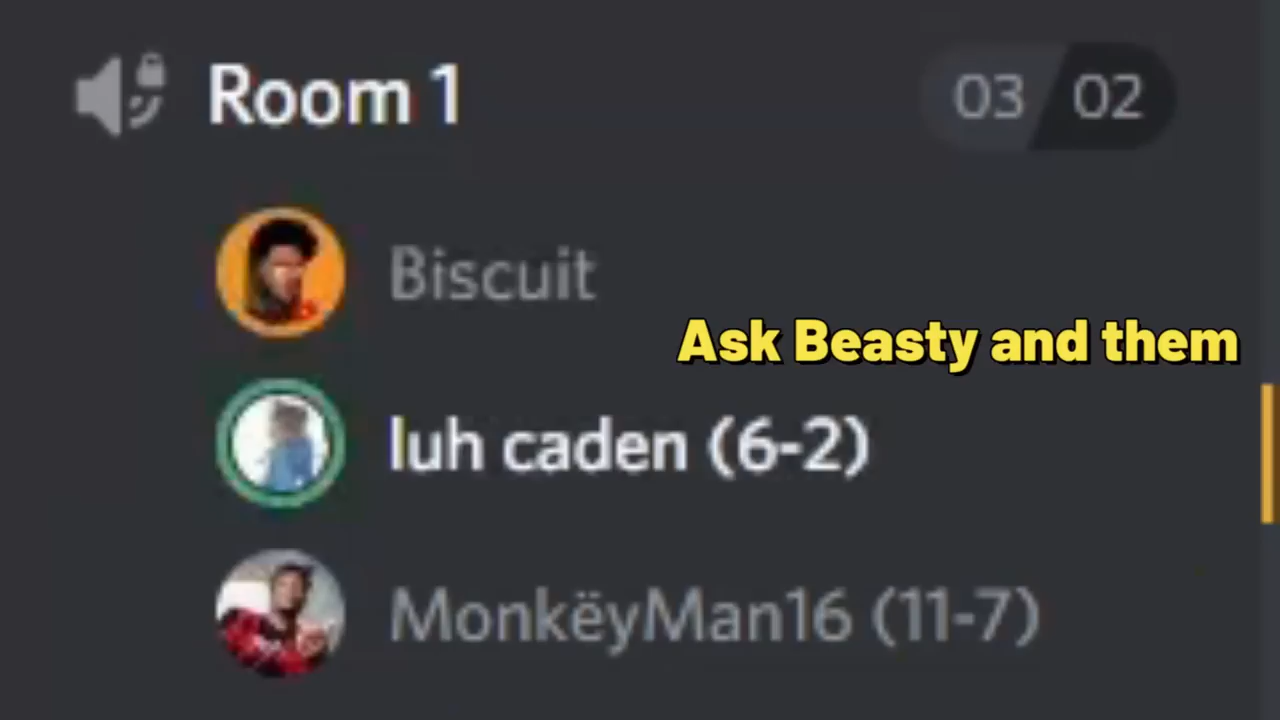 Room 1
03 02
Biscuit
Ask Beasty and them
luh caden (6-2)
MonkëyMan16 (11-7)